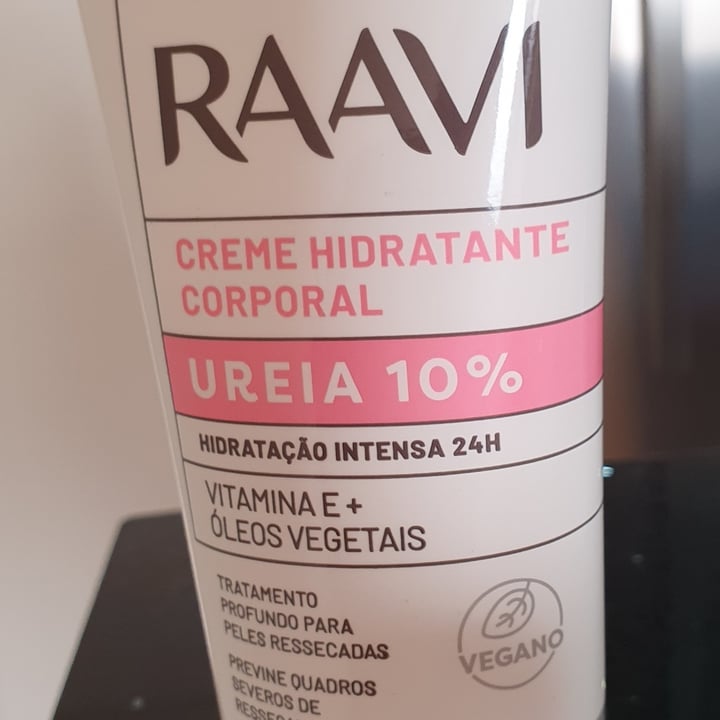 RAAVI
CREME HIDRATANTE
CORPORAL
UREIA 10%
HIDRATAÇÃO INTENSA 24H
VITAMINA E +
ÓLEOS VEGETAIS
TRATAMENTO
PROFUNDO PARA
PELES RESSECADAS
VEGANO
PREVINE QUADROS
SEVEROS DE